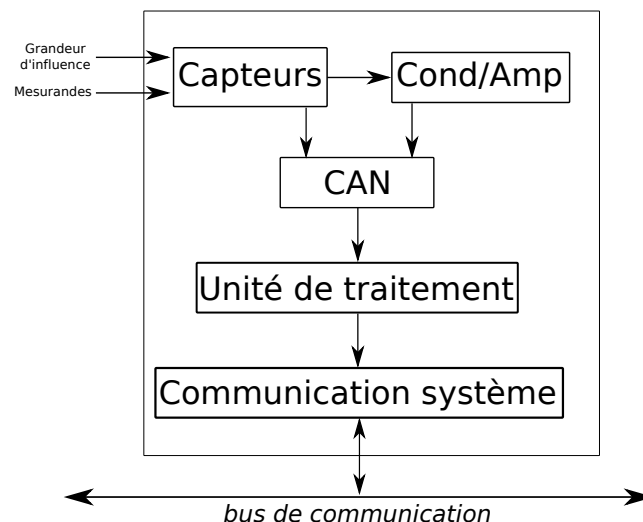 Grandeur
d'influence
Mesurandes
Capteurs
Cond/Amp
CAN
Unité de traitement
Communication système
bus de communication